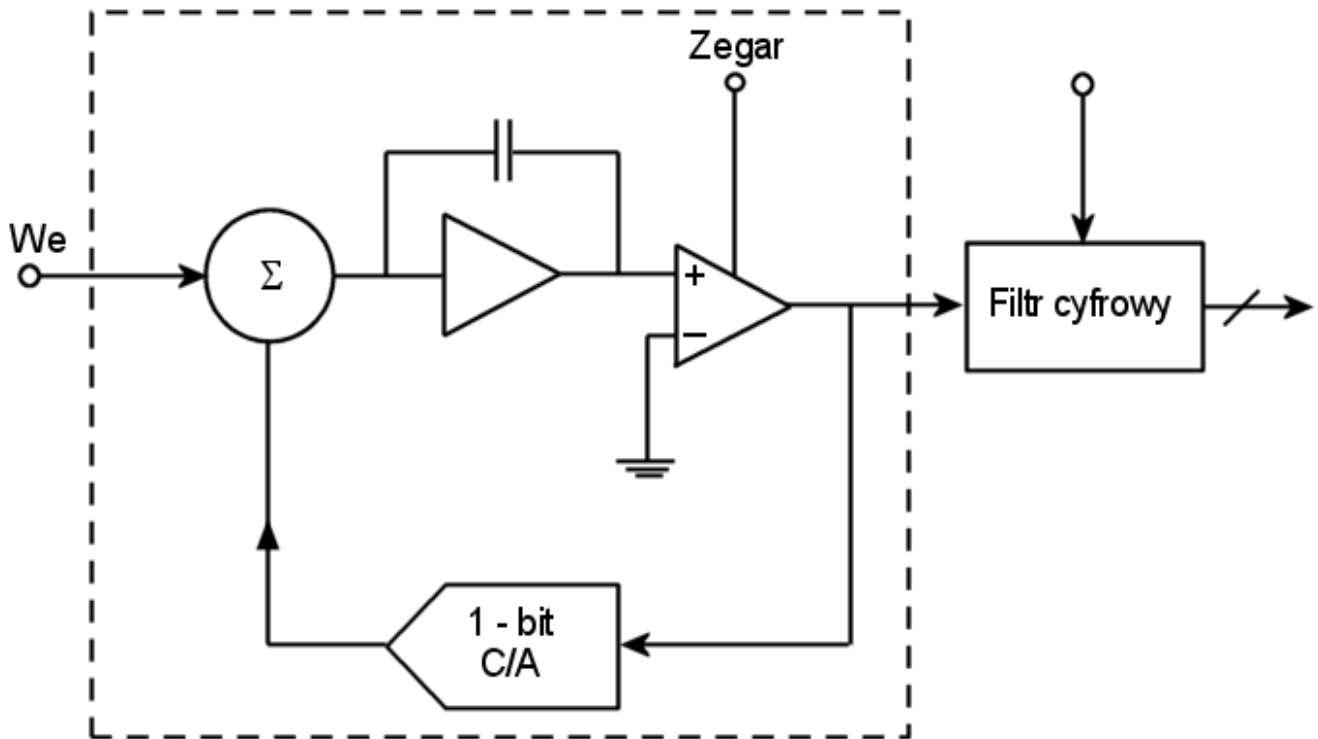 Zegar
We
Σ
+
−
Filtr cyfrowy
1 - bit
C/A